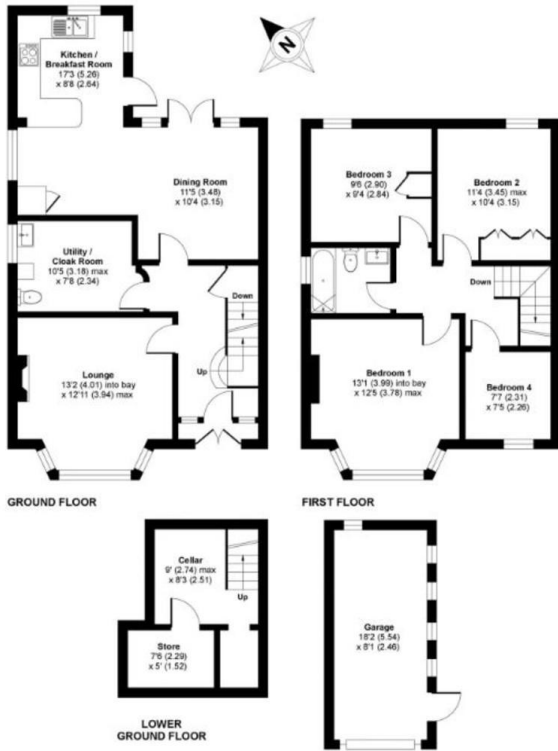 Kitchen /
Breakfast Room
17'3 (5.26)
x 8'8 (2.64)
N
Dining Room
11'5 (3.48)
x 10'4 (3.15)
Utility /
Cloak Room
10'5 (3.18) max
x 7'8 (2.34)
Down
Up
Lounge
13'2 (4.01) into bay
x 12'11 (3.94) max
GROUND FLOOR
Bedroom 3
9'6 (2.90)
x 9'4 (2.84)
Bedroom 2
11'4 (3.45) max
x 10'4 (3.15)
Down
Bedroom 1
13'1 (3.99) into bay
x 12'5 (3.78) max
Bedroom 4
7'7 (2.31)
x 7'5 (2.26)
FIRST FLOOR
Cellar
9' (2.74) max
x 8'3 (2.51)
Up
Store
7'6 (2.29)
x 5' (1.52)
LOWER
GROUND FLOOR
Garage
18'2 (5.54)
x 8'1 (2.46)